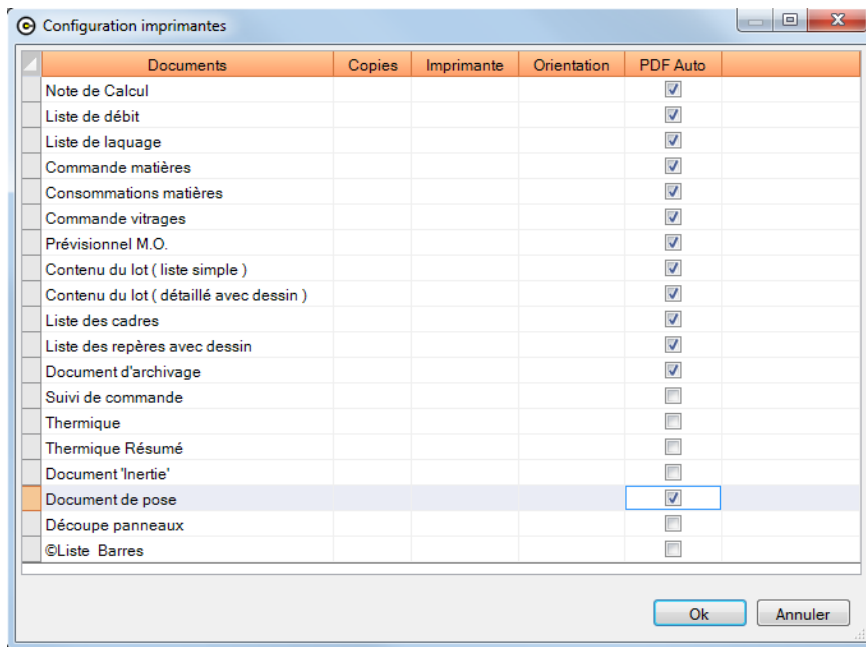 Configuration imprimantes
Documents Copies Imprimante Orientation PDF Auto
Note de Calcul
Liste de débit
Liste de laquage
Commande matières
Consommations matières
Commande vitrages
Prévisionnel M.O.
Contenu du lot ( liste simple )
Contenu du lot ( détaillé avec dessin )
Liste des cadres
Liste des repères avec dessin
Document d'archivage
Suivi de commande
Thermique
Thermique Résumé
Document 'Inertie'
Document de pose
Découpe panneaux
©Liste Barres
Ok Annuler